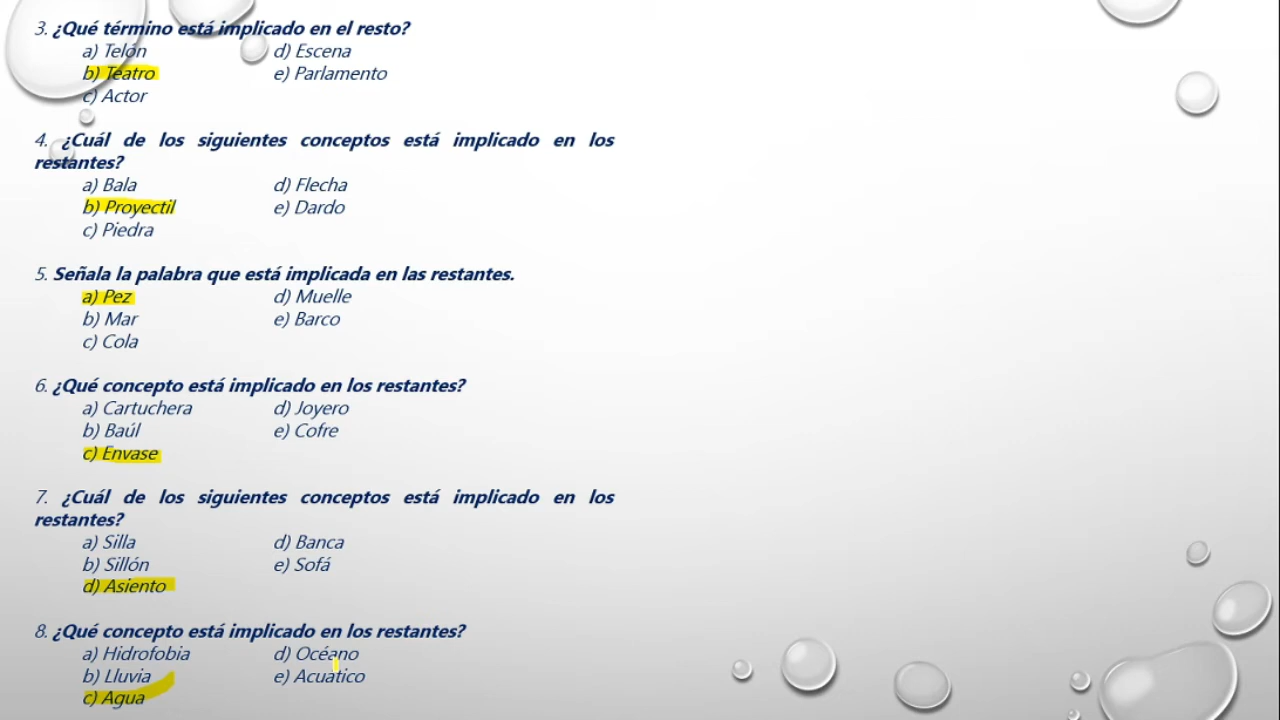 3. ¿Qué término está implicado en el resto?
a) Telón d) Escena
b) Teatro e) Parlamento
c) Actor
4. ¿Cuál de los siguientes conceptos está implicado en los
restantes?
a) Bala d) Flecha
b) Proyectil e) Dardo
c) Piedra
5. Señala la palabra que está implicada en las restantes.
a) Pez d) Muelle
b) Mar e) Barco
c) Cola
6. ¿Qué concepto está implicado en los restantes?
a) Cartuchera d) Joyero
b) Baúl e) Cofre
c) Envase
7. ¿Cuál de los siguientes conceptos está implicado en los
restantes?
a) Silla d) Banca
b) Sillón e) Sofá
d) Asiento
8. ¿Qué concepto está implicado en los restantes?
a) Hidrofobia d) Océano
b) Lluvia e) Acuático
c) Agua